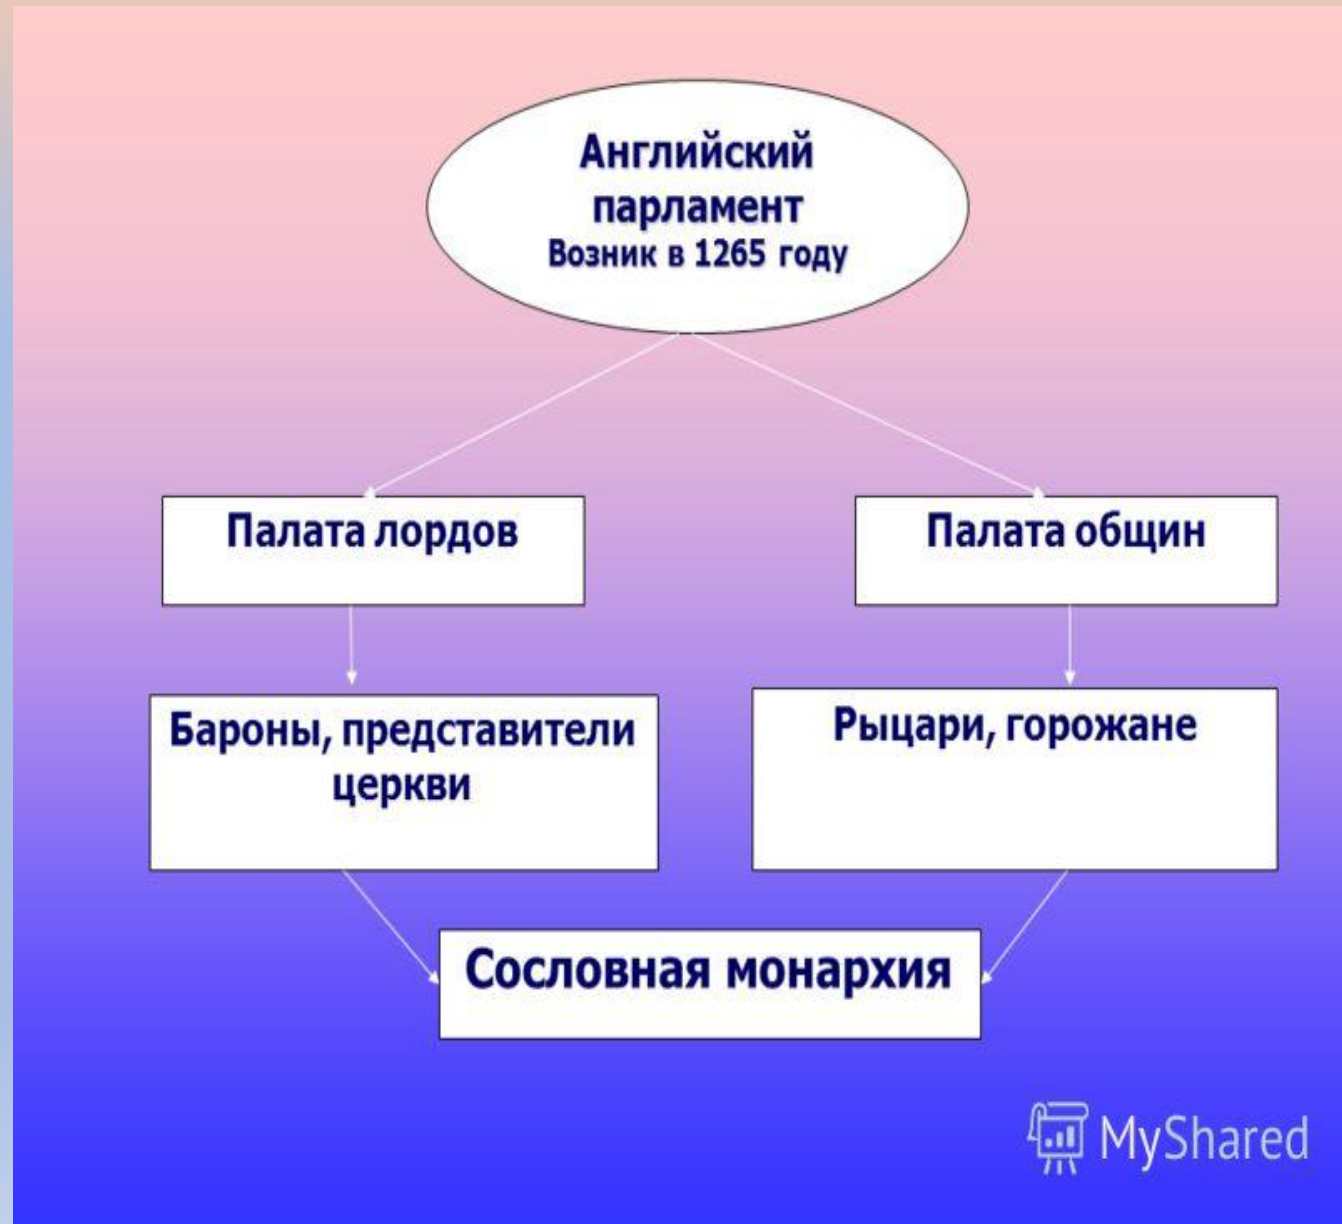 Английский
парламент
Возник в 1265 году
Палата лордов
Палата общин
Бароны, представители
церкви
Рыцари, горожане
Сословная монархия
MyShared